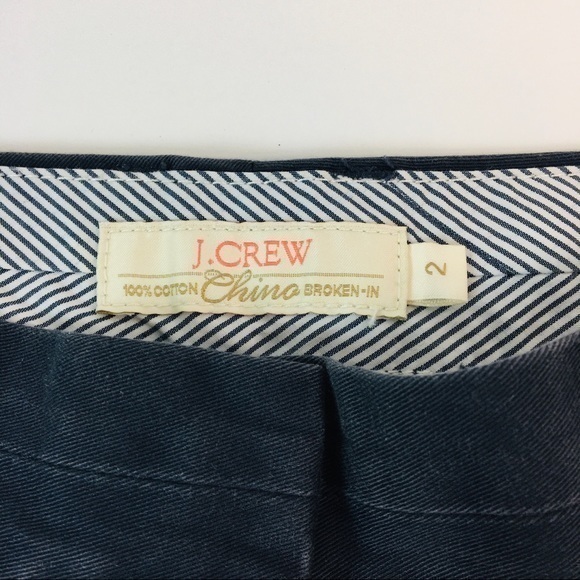 J.CREW
100% COTTON Chino BROKEN-IN
2